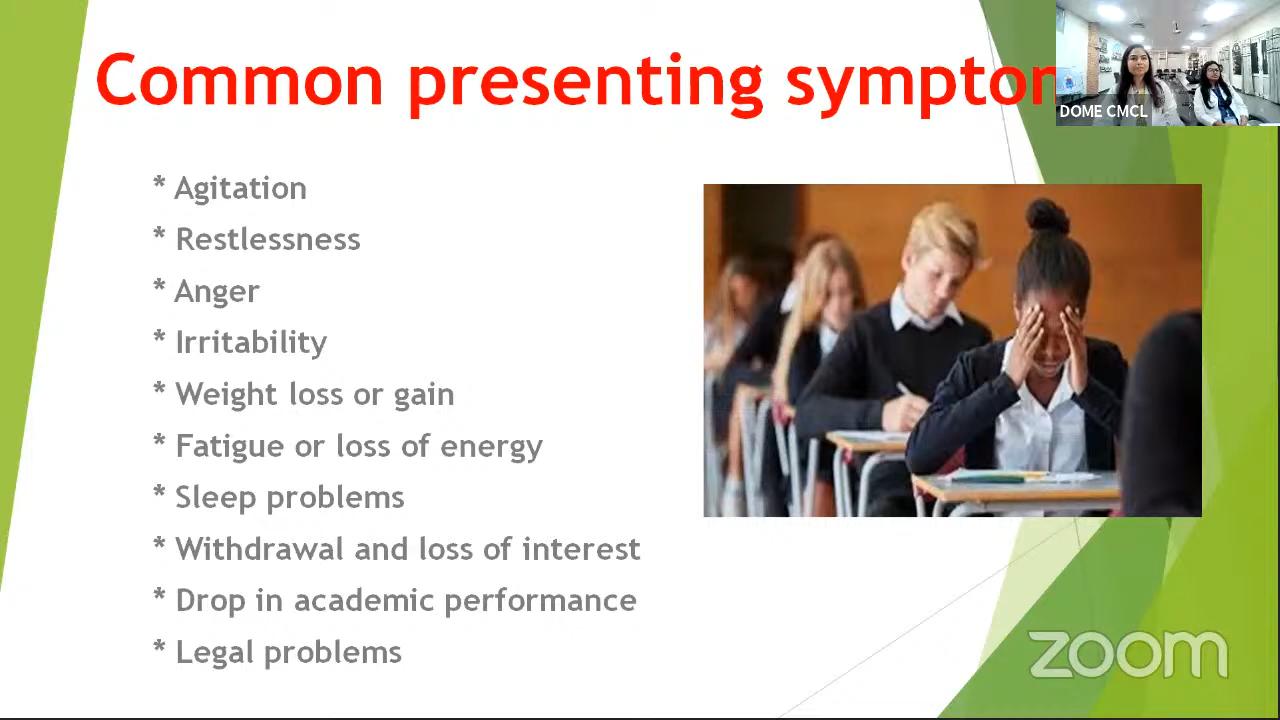 Common presenting sympto
DOME CMCL
* Agitation
* Restlessness
* Anger
* Irritability
* Weight loss or gain
* Fatigue or loss of energy
* Sleep problems
* Withdrawal and loss of interest
* Drop in academic performance
* Legal problems
zoom